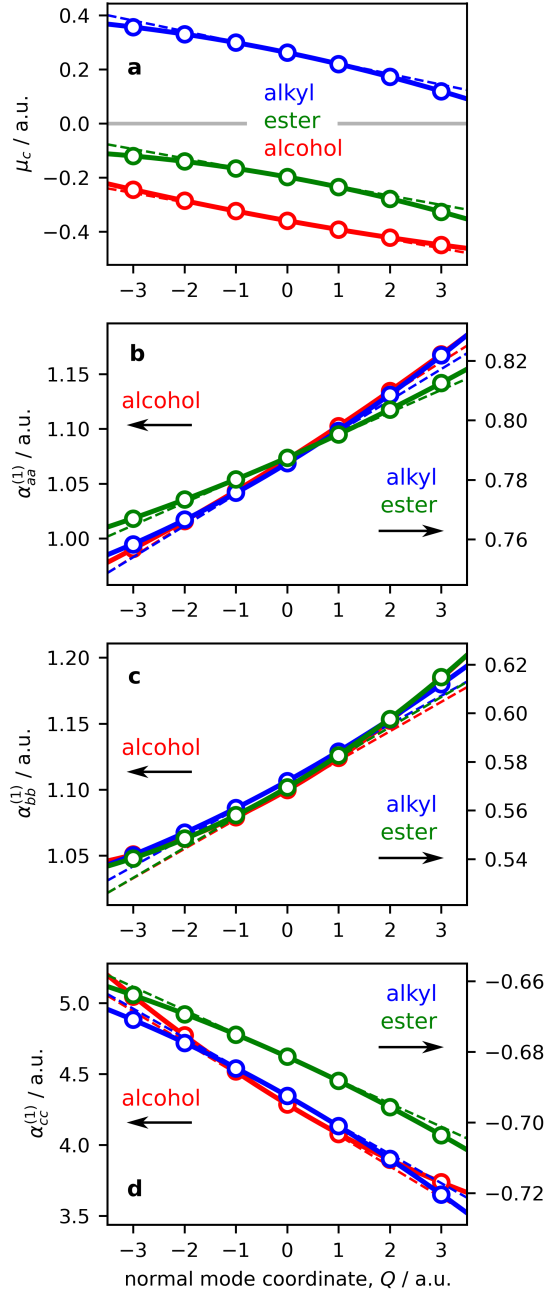 0.4
0.2
0.0
−0.2
−0.4
μc / a.u.
a
alkyl
ester
alcohol
−3 −2 −1 0 1 2 3
b
1.15
1.10
1.05
1.00
αaa(1) / a.u.
alcohol
alkyl
ester
0.82
0.80
0.78
0.76
−3 −2 −1 0 1 2 3
c
1.20
1.15
1.10
1.05
αbb(1) / a.u.
alcohol
alkyl
ester
0.62
0.60
0.58
0.56
0.54
−3 −2 −1 0 1 2 3
5.0
4.5
4.0
3.5
αcc(1) / a.u.
alkyl
ester
alcohol
d
−0.66
−0.68
−0.70
−0.72
−3 −2 −1 0 1 2 3
normal mode coordinate, Q / a.u.